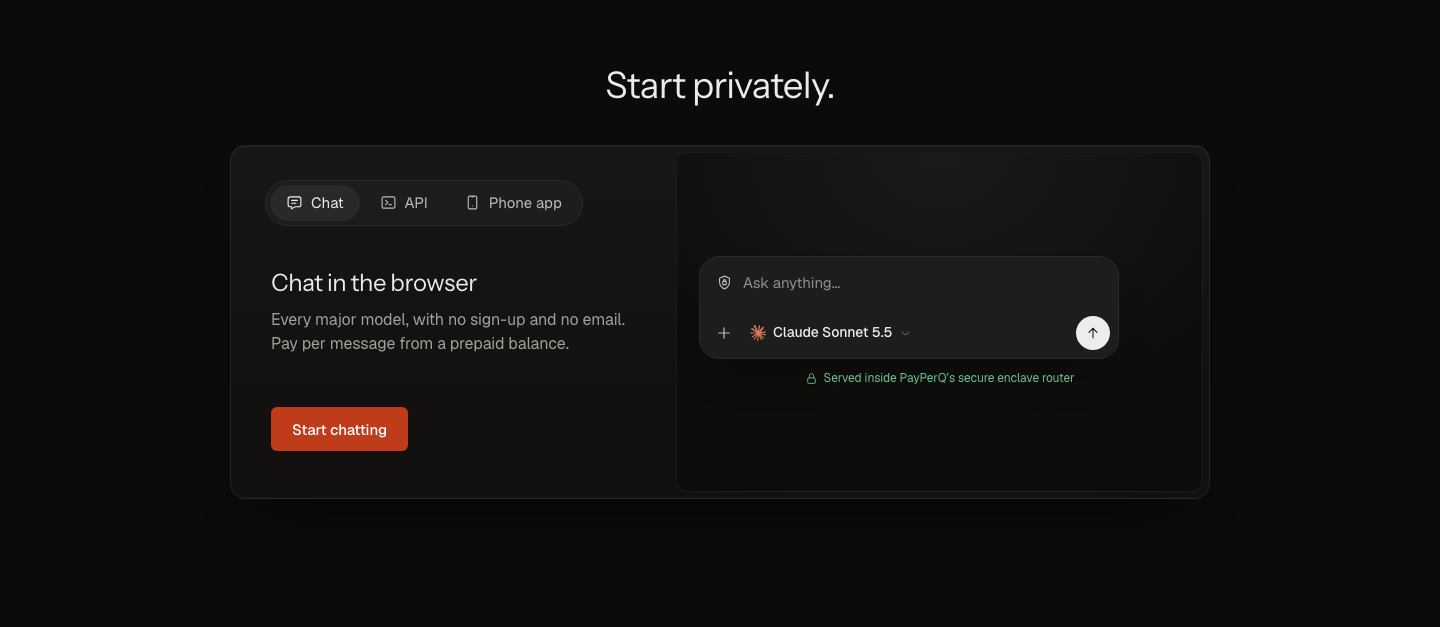 Start privately.
Chat
API
Phone app
Chat in the browser
Every major model, with no sign-up and no email.
Pay per message from a prepaid balance.
Start chatting
Ask anything...
Claude Sonnet 5.5
Served inside PayPerQ's secure enclave router